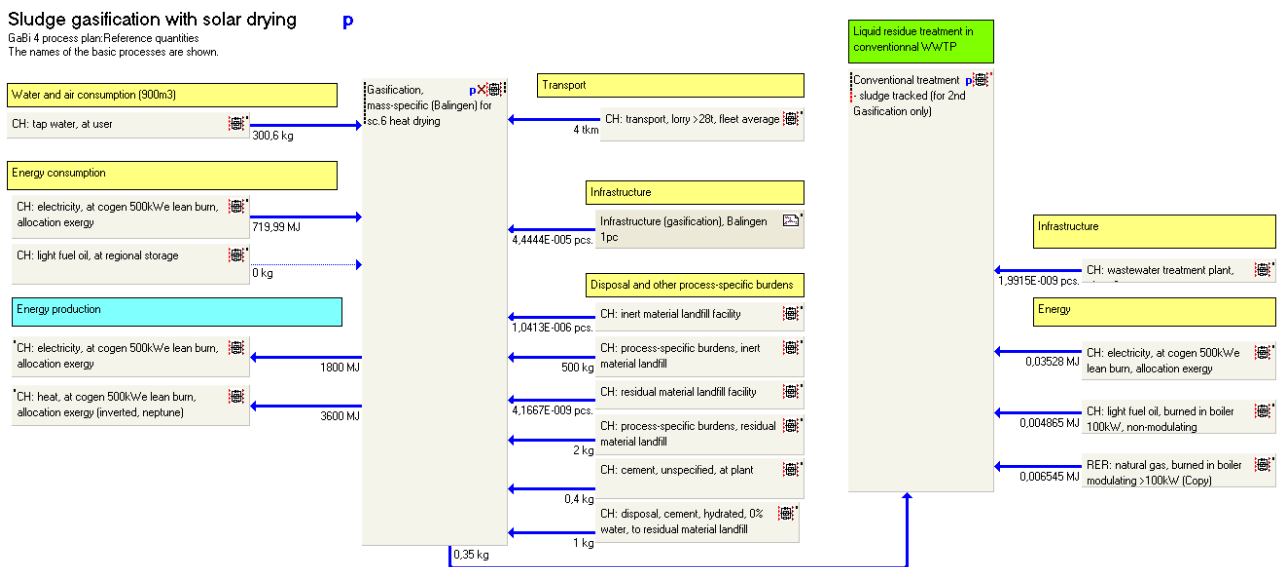 Sludge gasification with solar drying p
GaBi 4 process plan:Reference quantities
The names of the basic processes are shown.
Water and air consumption (900m3)
CH: tap water, at user
300,6 kg
Energy consumption
CH: electricity, at cogen 500kWe lean burn,
allocation exergy
719,99 MJ
CH: light fuel oil, at regional storage
0 kg
Energy production
CH: electricity, at cogen 500kWe lean burn,
allocation exergy
1800 MJ
CH: heat, at cogen 500kWe lean burn,
allocation exergy (inverted, neptune)
3600 MJ
Gasification, pX
mass-specific (Balingen) for
sc.6 heat drying
Transport
CH: transport, lorry >28t, fleet average
4 tkm
Infrastructure
Infrastructure (gasification), Balingen
1pc
4,4444E-005 pcs.
Disposal and other process-specific burdens
CH: inert material landfill facility
1,0413E-006 pcs.
CH: process-specific burdens, inert
material landfill
500 kg
CH: residual material landfill facility
4,1667E-009 pcs.
CH: process-specific burdens, residual
material landfill
2 kg
CH: cement, unspecified, at plant
0,4 kg
CH: disposal, cement, hydrated, 0%
water, to residual material landfill
1 kg
0,35 kg
Liquid residue treatment in
conventionnal WWTP
Conventional treatment p
- sludge tracked (for 2nd
Gasification only)
Infrastructure
CH: wastewater treatment plant,
1,9915E-009 pcs.
Energy
CH: electricity, at cogen 500kWe
lean burn, allocation exergy
0,03528 MJ
CH: light fuel oil, burned in boiler
100kW, non-modulating
0,004865 MJ
RER: natural gas, burned in boiler
modulating >100kW (Copy)
0,006545 MJ